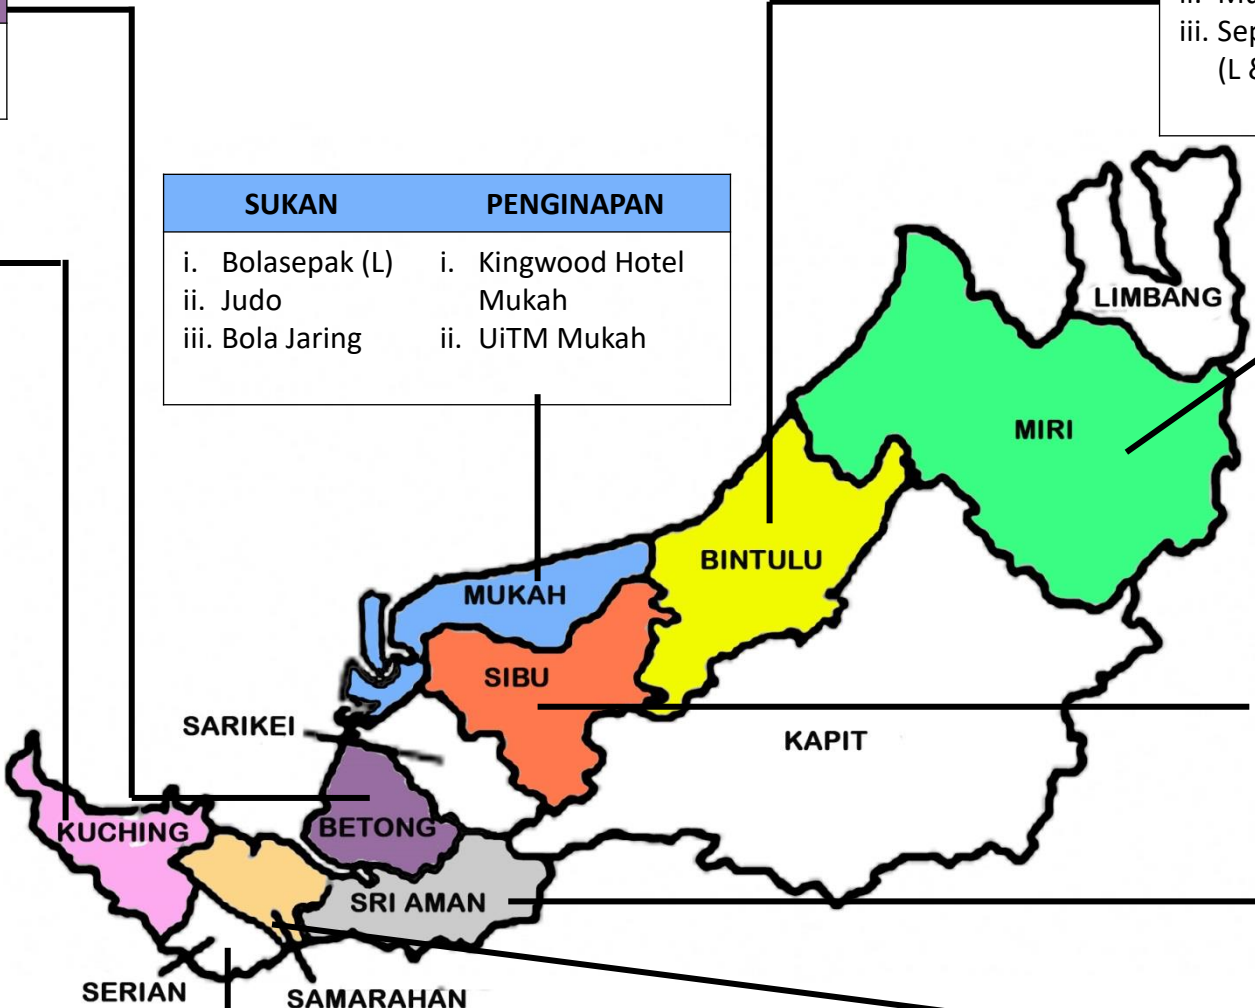 iii. Sep
(L &
SUKAN PENGINAPAN
i. Bolasepak (L) i. Kingwood Hotel
ii. Judo Mukah
iii. Bola Jaring ii. UiTM Mukah
LIMBANG
MIRI
BINTULU
MUKAH
SIBU
SARIKEI
KAPIT
KUCHING
BETONG
SRI AMAN
SERIAN
SAMARAHAN